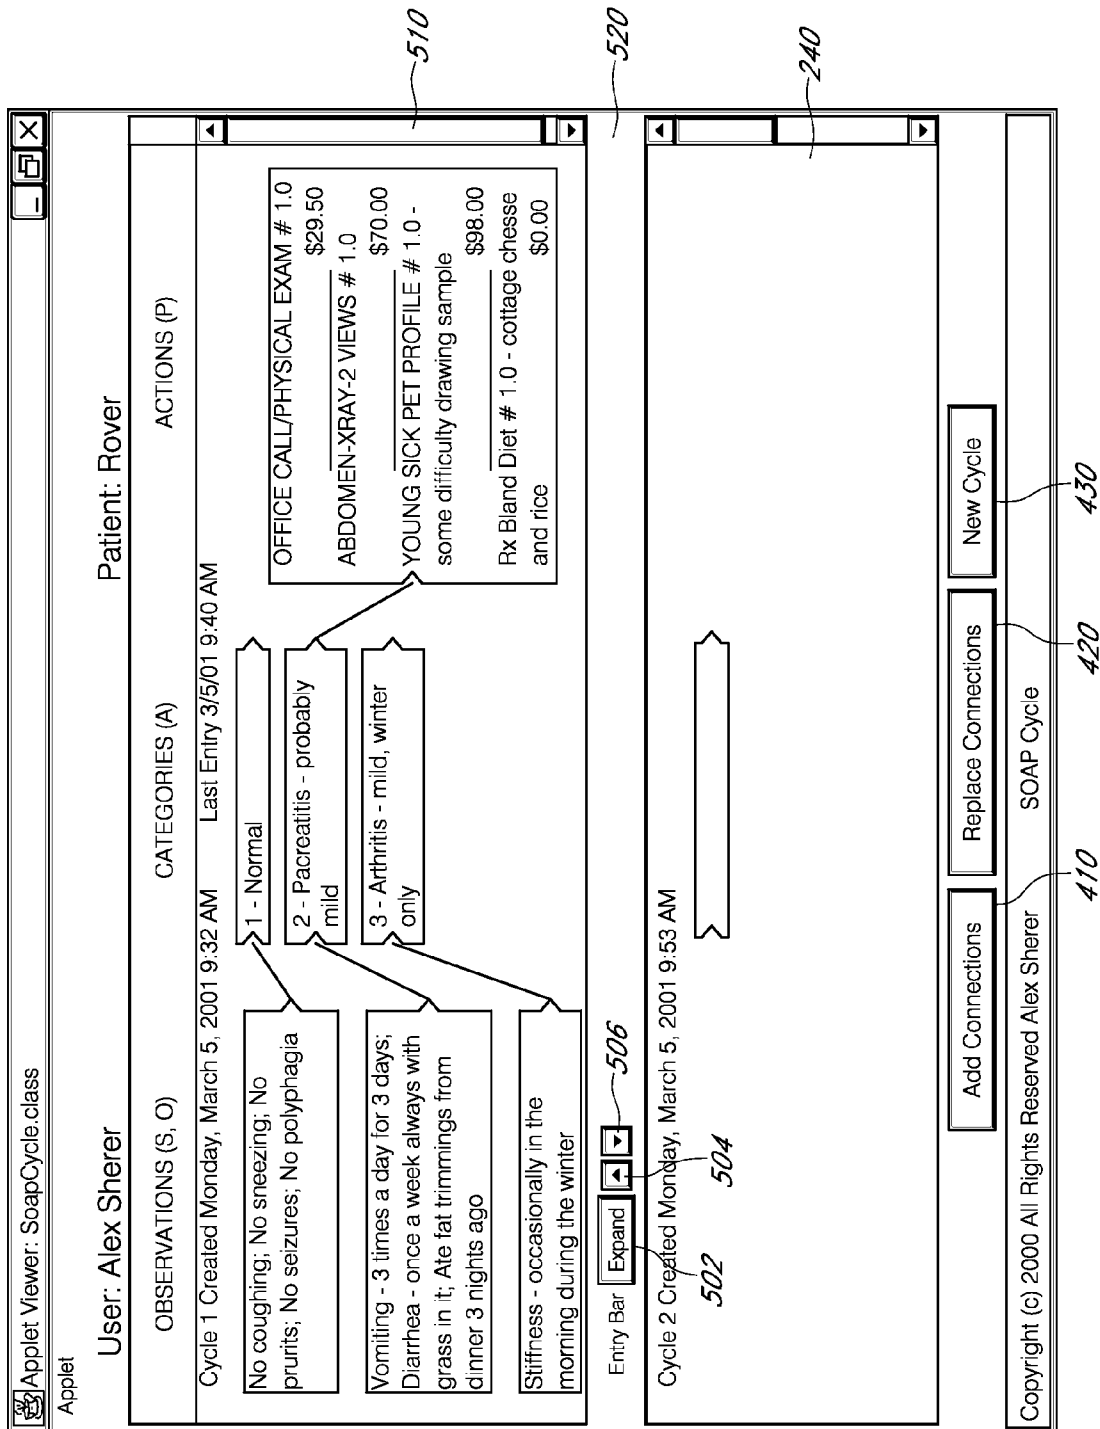 Applet Viewer: SoapCycle.class
Applet
User: Alex Sherer
Patient: Rover
OBSERVATIONS (S, O)
CATEGORIES (A)
ACTIONS (P)
Cycle 1 Created Monday, March 5, 2001 9:32 AM
Last Entry 3/5/01 9:40 AM
No coughing; No sneezing; No
prurits; No seizures; No polyphagia
Vomiting - 3 times a day for 3 days;
Diarrhea - once a week always with
grass in it; Ate fat trimmings from
dinner 3 nights ago
Stiffness - occasionally in the
morning during the winter
1 - Normal
2 - Pacreatitis - probably
mild
3 - Arthritis - mild, winter
only
OFFICE CALL/PHYSICAL EXAM # 1.0
$29.50
ABDOMEN-XRAY-2 VIEWS # 1.0
$70.00
YOUNG SICK PET PROFILE # 1.0 -
some difficulty drawing sample
$98.00
Rx Bland Diet # 1.0 - cottage chesse
and rice
$0.00
510
Entry Bar
Expand
502
504
506
520
Cycle 2 Created Monday, March 5, 2001 9:53 AM
240
Add Connections
Replace Connections
New Cycle
410
420
430
Copyright (c) 2000 All Rights Reserved Alex Sherer
SOAP Cycle